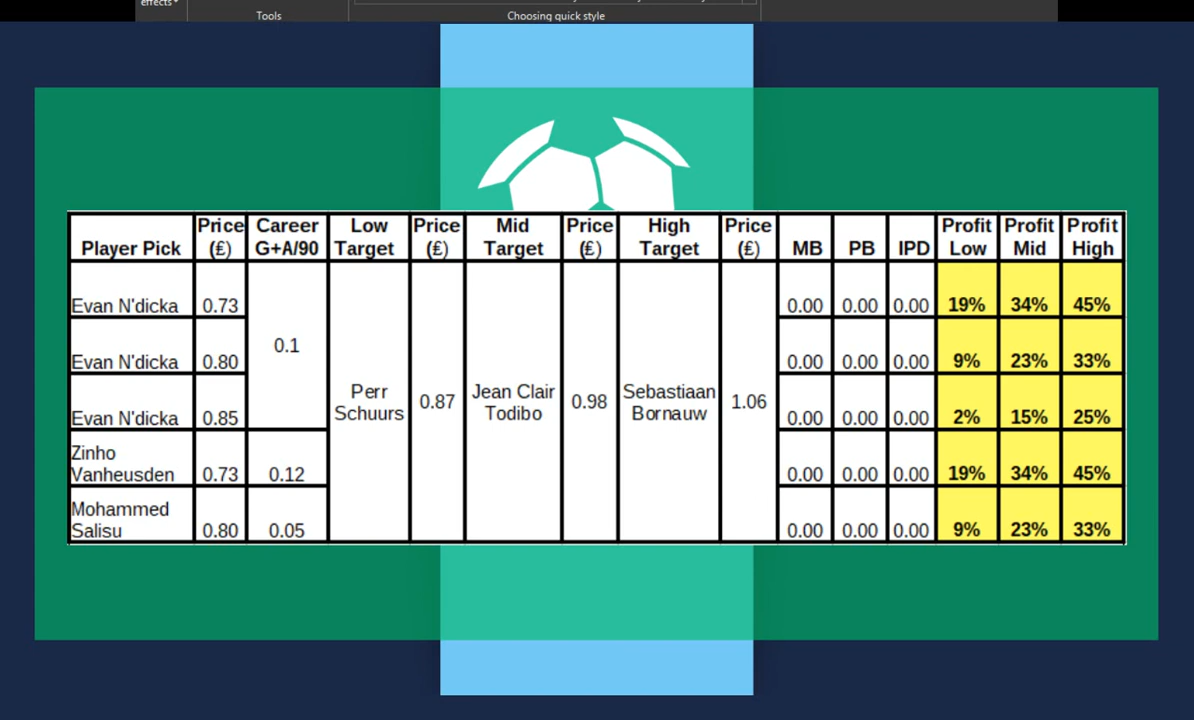 effects
Tools
Choosing quick style
Player Pick Price (£) Career G+A/90 Low Target Price (£) Mid Target Price (£) High Target Price (£) MB PB IPD Profit Low Profit Mid Profit High
Evan N'dicka 0.73 0.1 Perr Schuurs 0.87 Jean Clair Todibo 0.98 Sebastiaan Bornauw 1.06 0.00 0.00 0.00 19% 34% 45%
Evan N'dicka 0.80 0.00 0.00 0.00 9% 23% 33%
Evan N'dicka 0.85 0.00 0.00 0.00 2% 15% 25%
Zinho Vanheusden 0.73 0.12 0.00 0.00 0.00 19% 34% 45%
Mohammed Salisu 0.80 0.05 0.00 0.00 0.00 9% 23% 33%